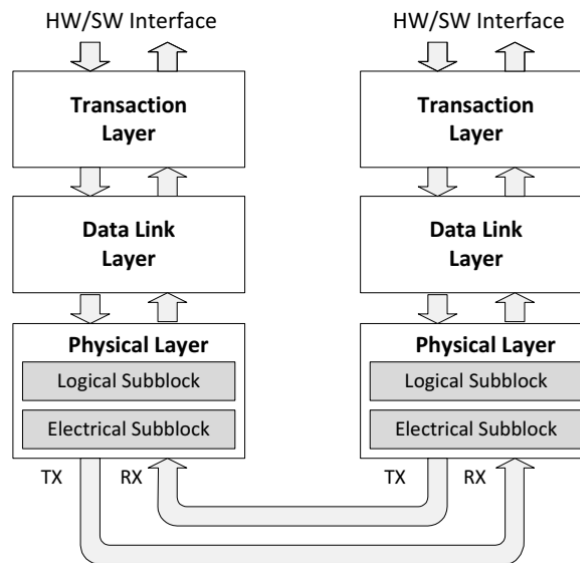 HW/SW Interface
Transaction
Layer
Data Link
Layer
Physical Layer
Logical Subblock
Electrical Subblock
TX
RX
HW/SW Interface
Transaction
Layer
Data Link
Layer
Physical Layer
Logical Subblock
Electrical Subblock
TX
RX